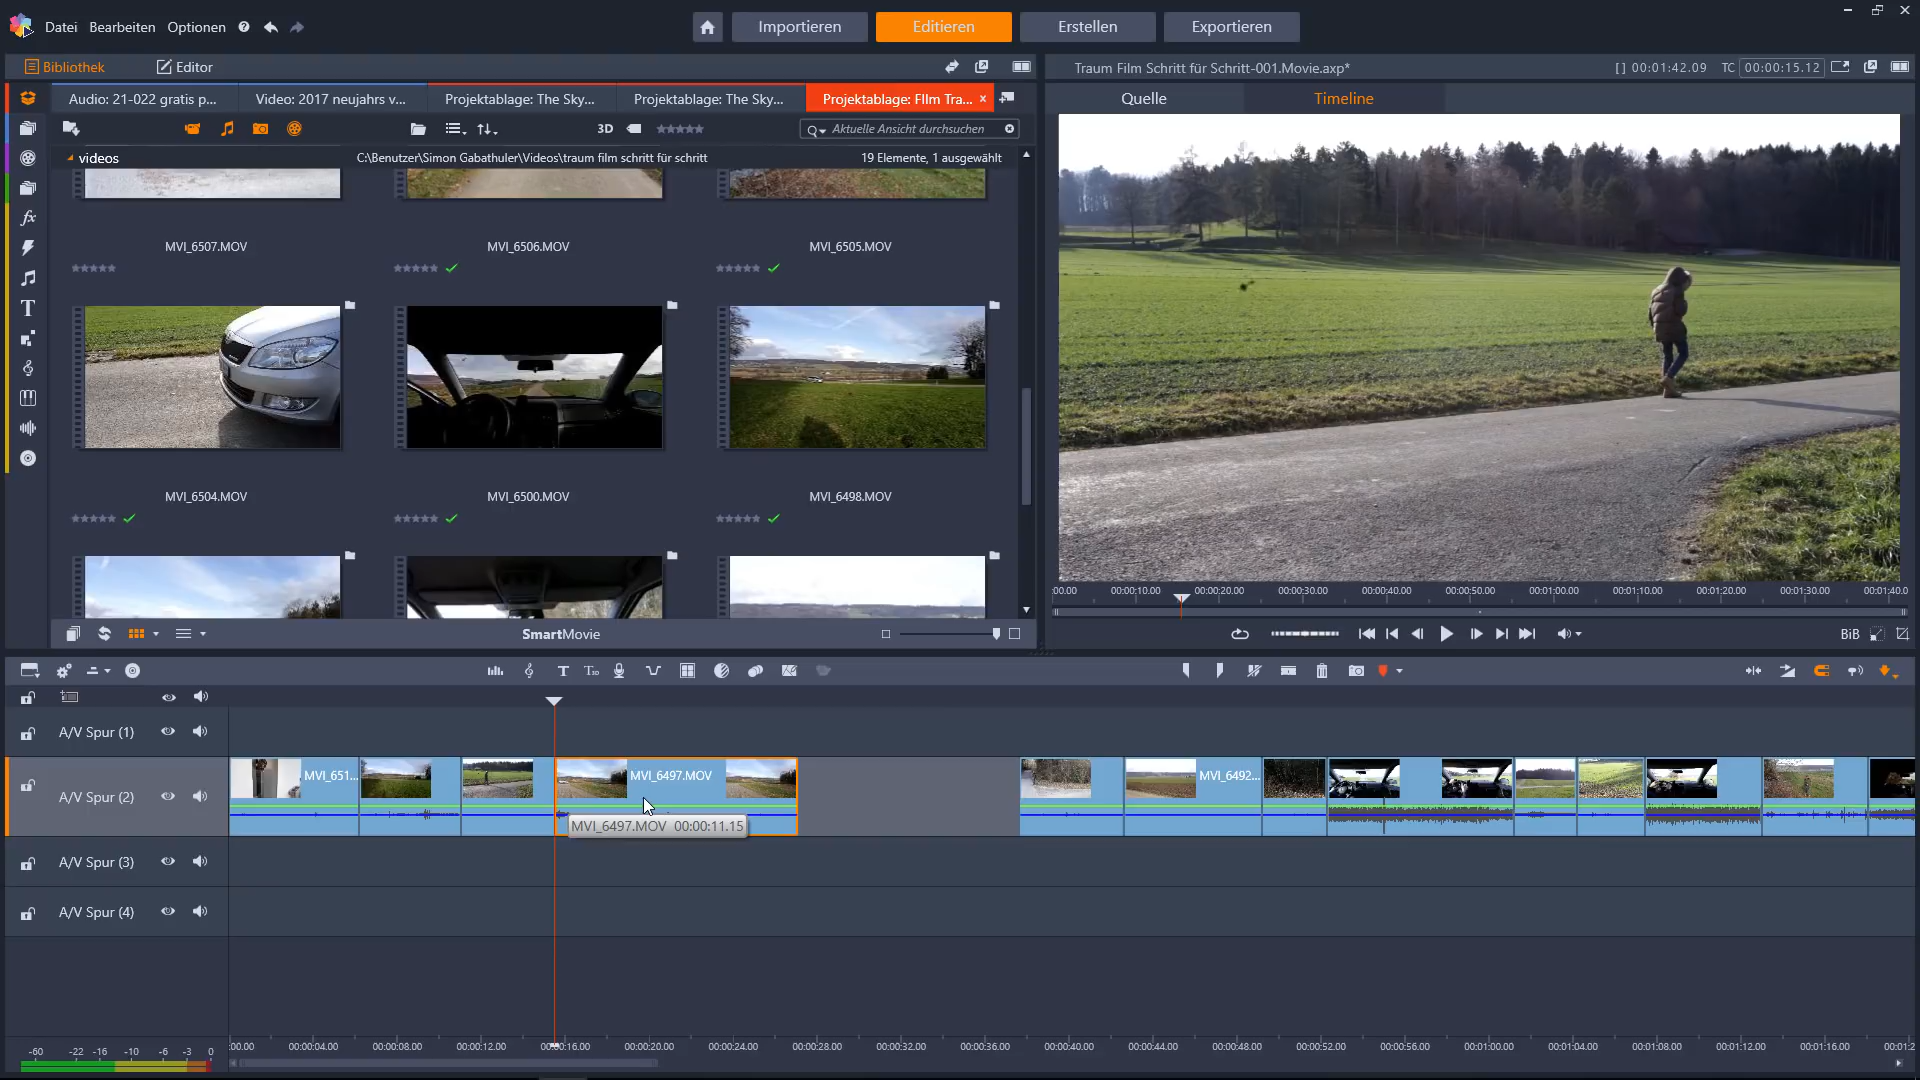 Datei Bearbeiten Optionen
Importieren Editieren Erstellen Exportieren
Bibliothek Editor
Traum Film Schritt für Schritt-001.Movie.axp* [] 00:01:42.09 TC 00:00:15.12
Audio: 21-022 gratis p... Video: 2017 neujahrs v... Projektablage: The Sky... Projektablage: The Sky... Projektablage: FIlm Tra... ×
Quelle Timeline
3D Aktuelle Ansicht durchsuchen
videos C:\Benutzer\Simon Gabathuler\Videos\traum film schritt für schritt 19 Elemente, 1 ausgewählt
MVI_6507.MOV MVI_6506.MOV MVI_6505.MOV
MVI_6504.MOV MVI_6500.MOV MVI_6498.MOV
:00.00 00:00:10.00 00:00:20.00 00:00:30.00 00:00:40.00 00:00:50.00 00:01:00.00 00:01:10.00 00:01:20.00 00:01:30.00 00:01:40.0
SmartMovie
BiB
A/V Spur (1)
A/V Spur (2)
MVI_651... MVI_6497.MOV MVI_6492...
MVI_6497.MOV 00:00:11.15
A/V Spur (3)
A/V Spur (4)
:00.00 00:00:04.00 00:00:08.00 00:00:12.00 00:00:16.00 00:00:20.00 00:00:24.00 00:00:28.00 00:00:32.00 00:00:36.00 00:00:40.00 00:00:44.00 00:00:48.00 00:00:52.00 00:00:56.00 00:01:00.00 00:01:04.00 00:01:08.00 00:01:12.00 00:01:16.00 00:01:2
-60 -22 -16 -10 -6 -3 0